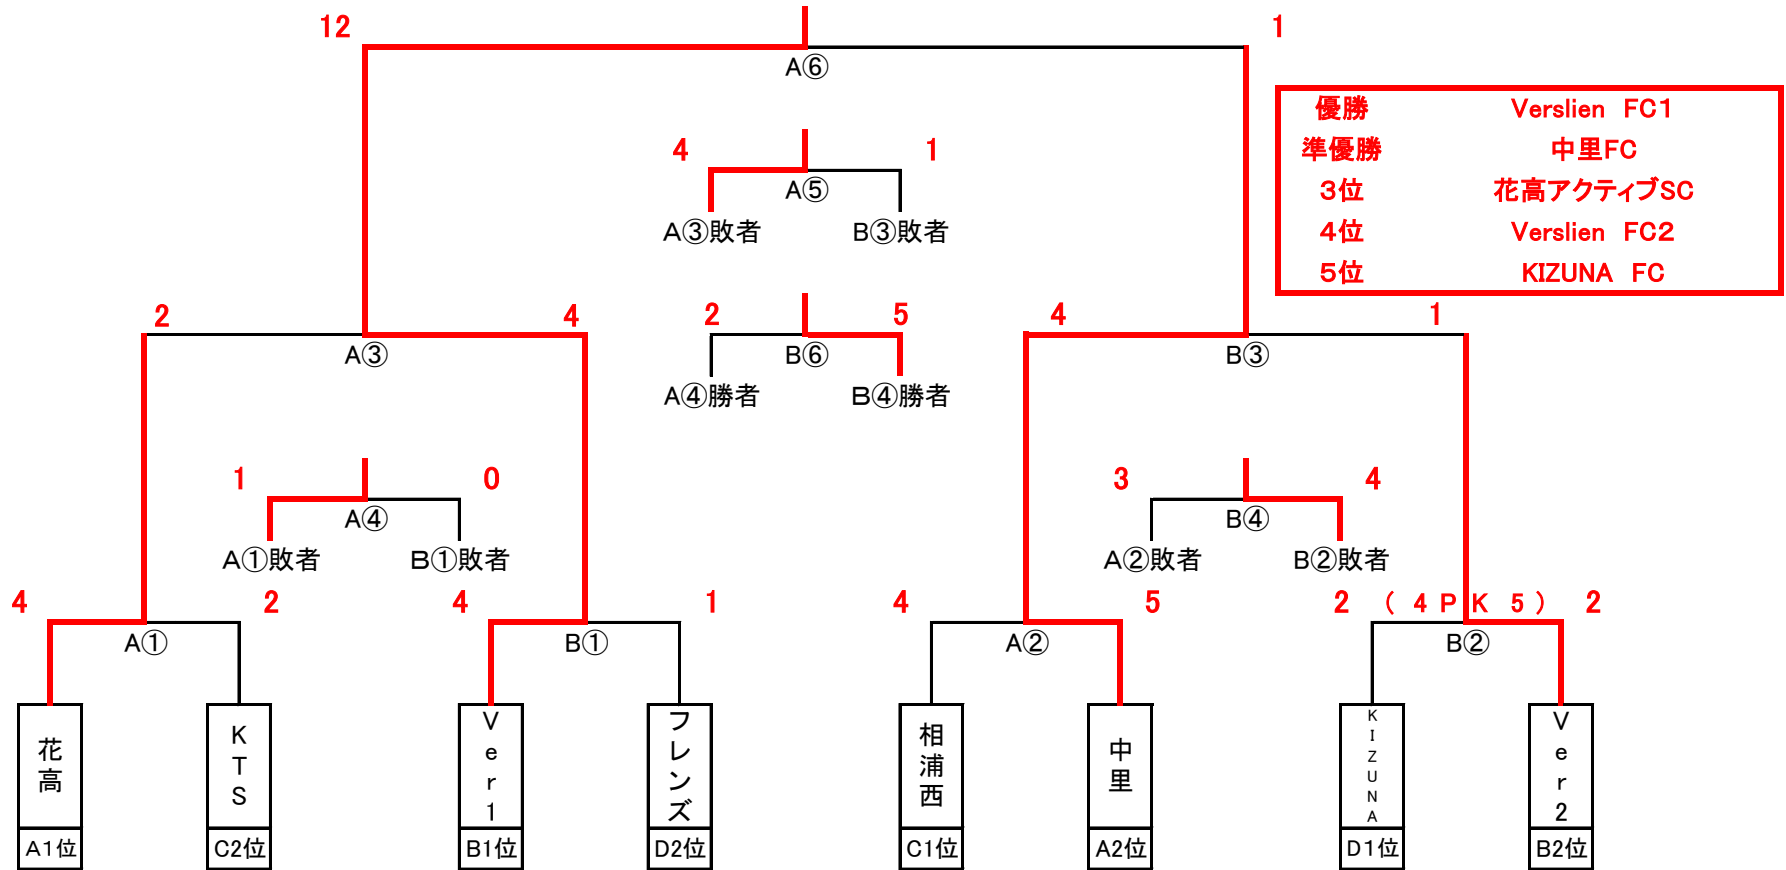 12 1
A⑥
優勝 Verslien FC1
準優勝 中里FC
3位 花高アクティブSC
4位 Verslien FC2
5位 KIZUNA FC
4 1
A⑤
A③敗者 B③敗者
2 4 2 5 4 1
A③ B⑥ B③
A④勝者 B④勝者
1 0 3 4
A④ B④
A①敗者 B①敗者 A②敗者 B②敗者
4 2 4 1 4 5 2 (4PK5) 2
A① B① A② B②
花高 KTS Ver1 フレンズ 相浦西 中里 KIZUNA Ver2
A1位 C2位 B1位 D2位 C1位 A2位 D1位 B2位